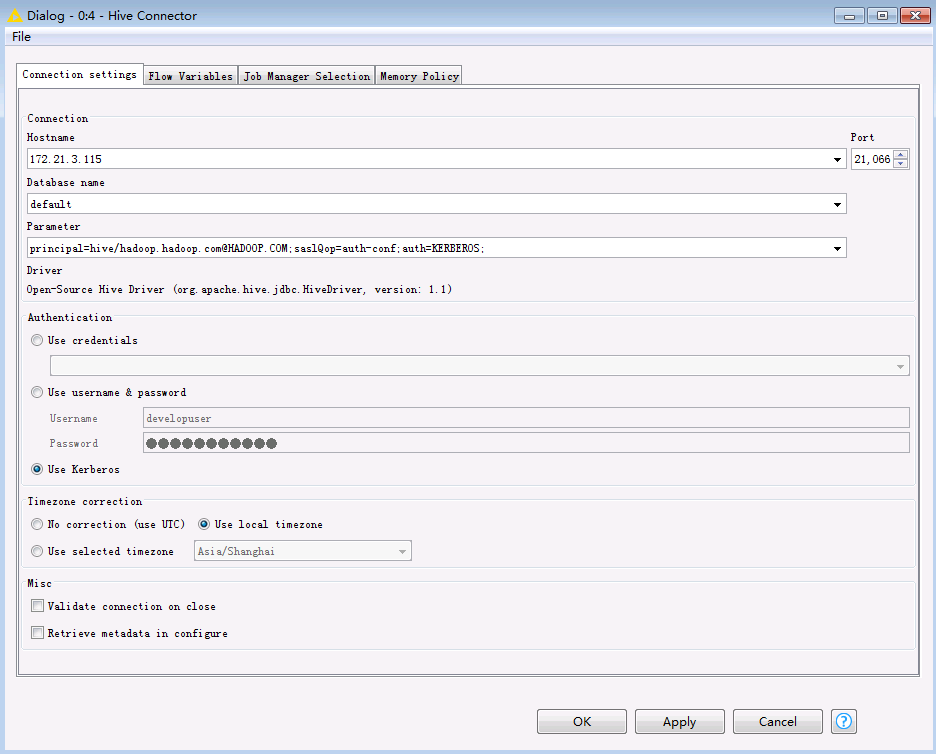 Dialog - 0:4 - Hive Connector
File
Connection settings Flow Variables Job Manager Selection Memory Policy
Connection
Hostname Port
172.21.3.115 21,066
Database name
default
Parameter
principal=hive/hadoop.hadoop.com@HADOOP.COM;saslQop=auth-conf;auth=KERBEROS;
Driver
Open-Source Hive Driver (org.apache.hive.jdbc.HiveDriver, version: 1.1)
Authentication
Use credentials
Use username & password
Username developuser
Password ●●●●●●●●●●●
Use Kerberos
Timezone correction
No correction (use UTC) Use local timezone
Use selected timezone Asia/Shanghai
Misc
Validate connection on close
Retrieve metadata in configure
OK Apply Cancel ?